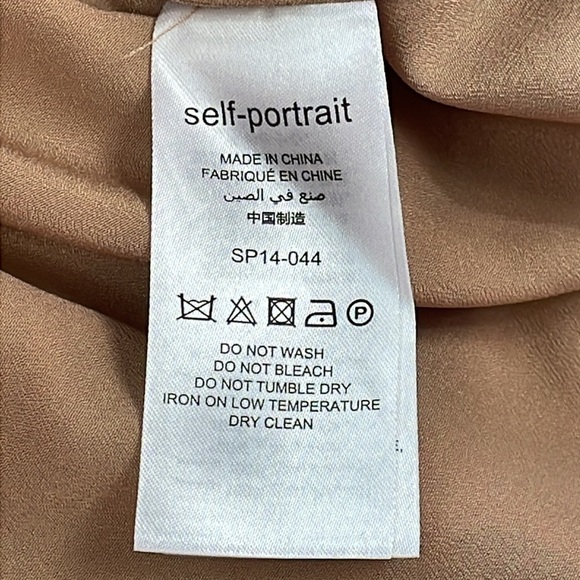 self-portrait
MADE IN CHINA
FABRIQUÉ EN CHINE
صنع في الصين
中国制造
SP14-044
P
DO NOT WASH
DO NOT BLEACH
DO NOT TUMBLE DRY
IRON ON LOW TEMPERATURE
DRY CLEAN